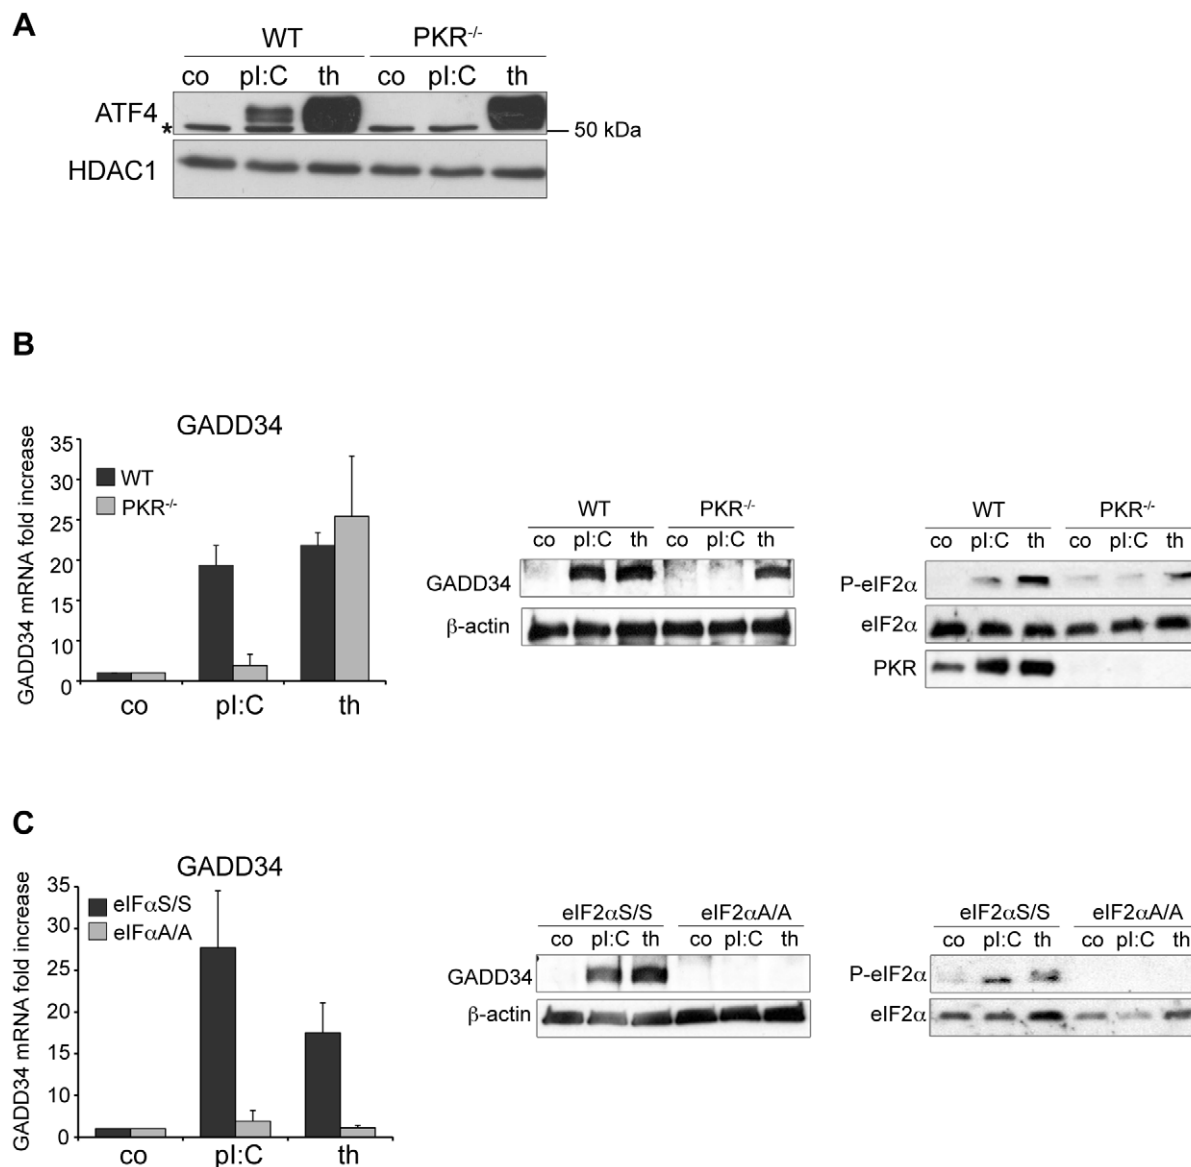 A
WT PKR-/-
co pI:C th co pI:C th
ATF4
* 50 kDa
HDAC1
B
GADD34
GADD34 mRNA fold increase
35
30
25
20
15
10
0
WT
PKR-/-
co pI:C th
WT PKR-/-
co pI:C th co pI:C th
GADD34
β-actin
WT PKR-/-
co pI:C th co pI:C th
P-eIF2α
eIF2α
PKR
C
GADD34
GADD34 mRNA fold increase
35
25
20
15
10
0
eIFαS/S
eIFαA/A
co pI:C th
eIF2αS/S eIF2αA/A
co pI:C th co pI:C th
GADD34
β-actin
eIF2αS/S eIF2αA/A
co pI:C th co pI:C th
P-eIF2α
eIF2α